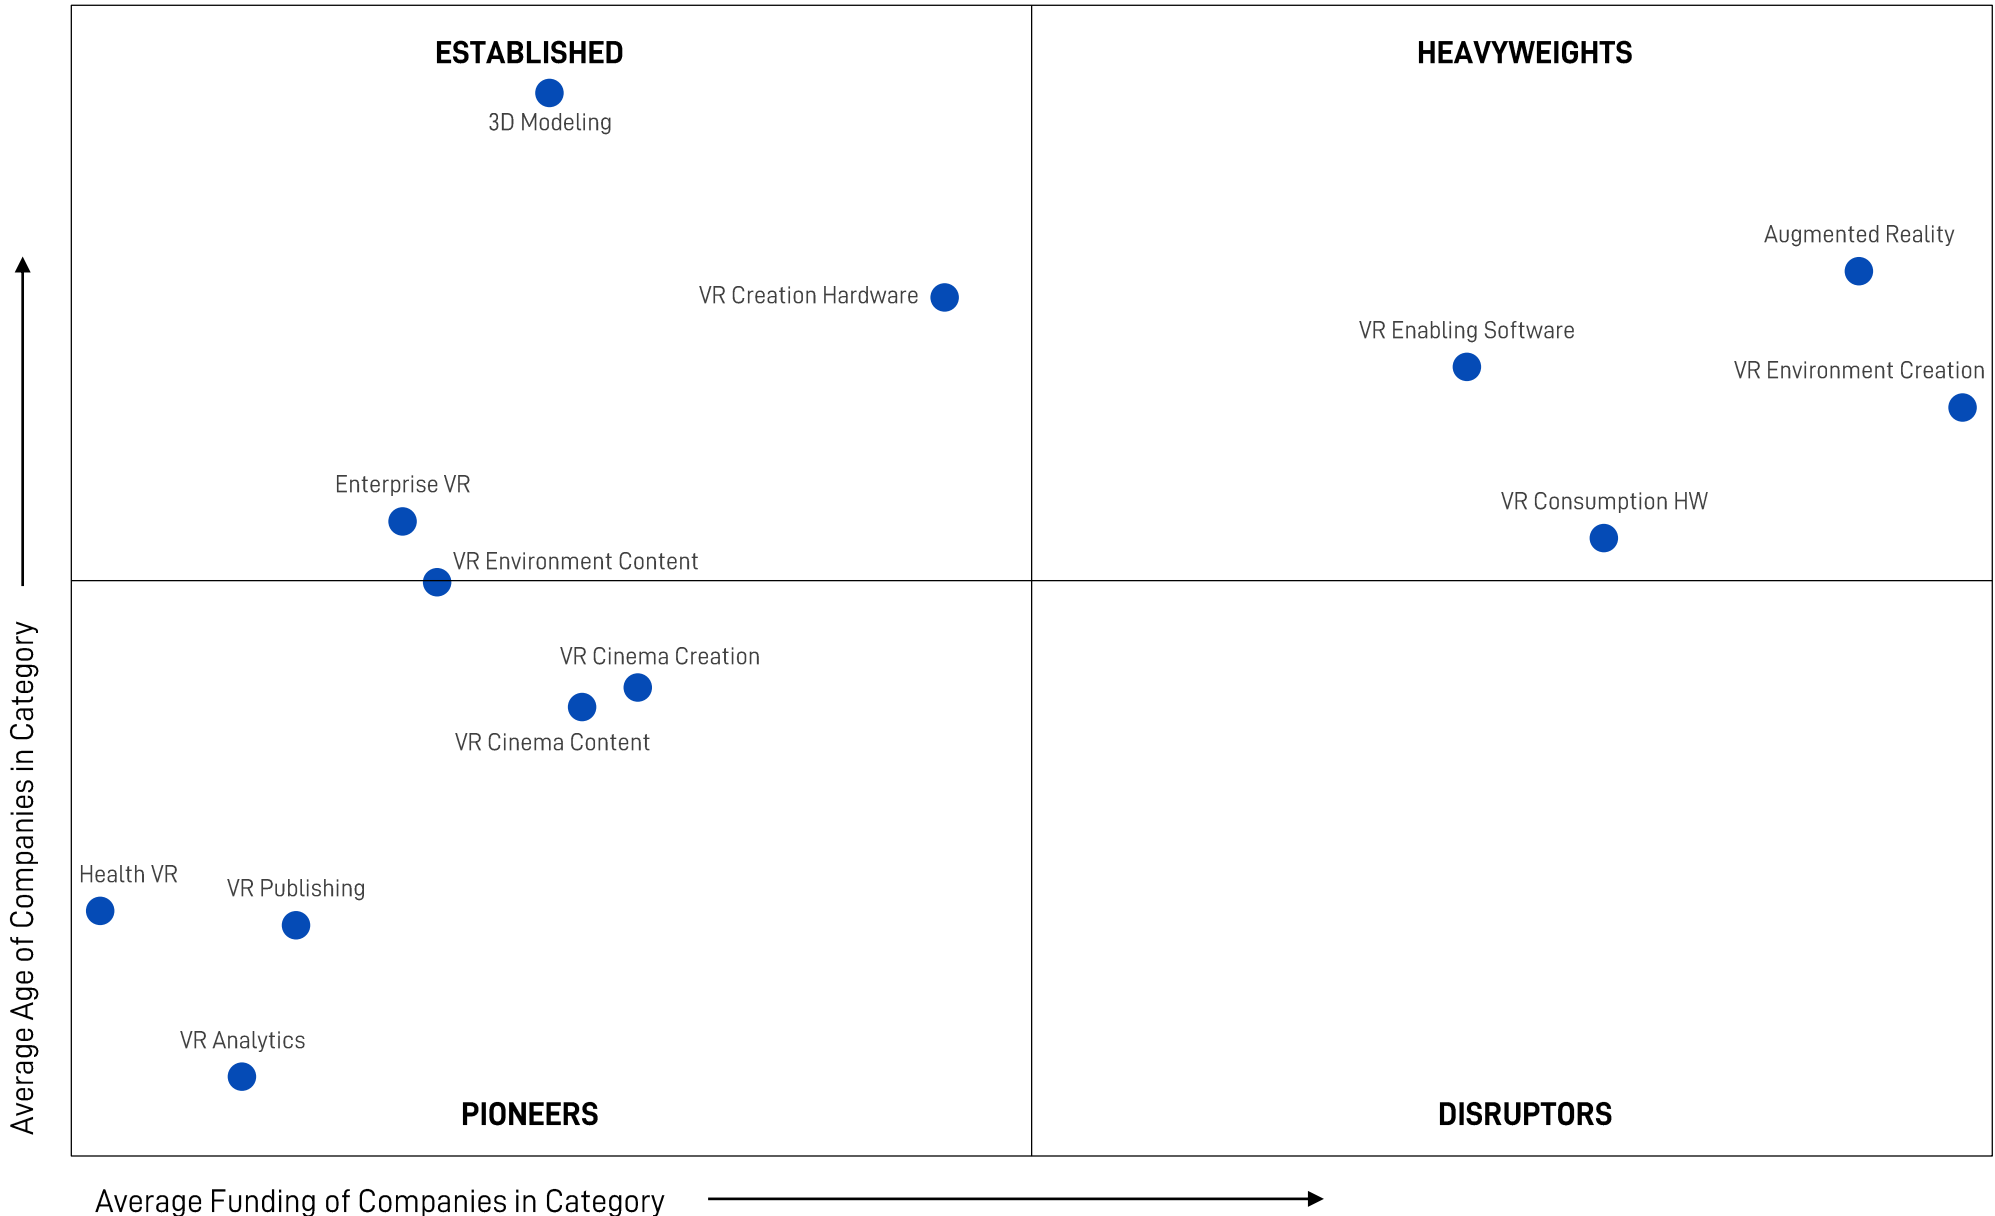 ESTABLISHED
HEAVYWEIGHTS
3D Modeling
Augmented Reality
VR Creation Hardware
VR Enabling Software
VR Environment Creation
Enterprise VR
VR Consumption HW
VR Environment Content
VR Cinema Creation
VR Cinema Content
Health VR
VR Publishing
VR Analytics
PIONEERS
DISRUPTORS
Average Age of Companies in Category
Average Funding of Companies in Category